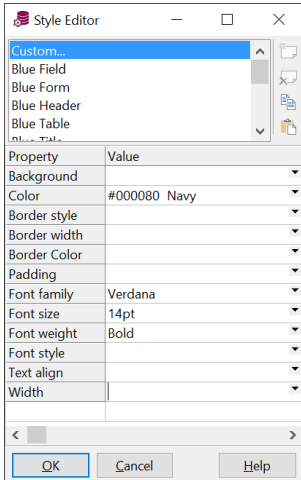 Style Editor
Custom...
Blue Field
Blue Form
Blue Header
Blue Table
Blue Title
Property Value
Background
Color #000080 Navy
Border style
Border width
Border Color
Padding
Font family Verdana
Font size 14pt
Font weight Bold
Font style
Text align
Width
OK Cancel Help